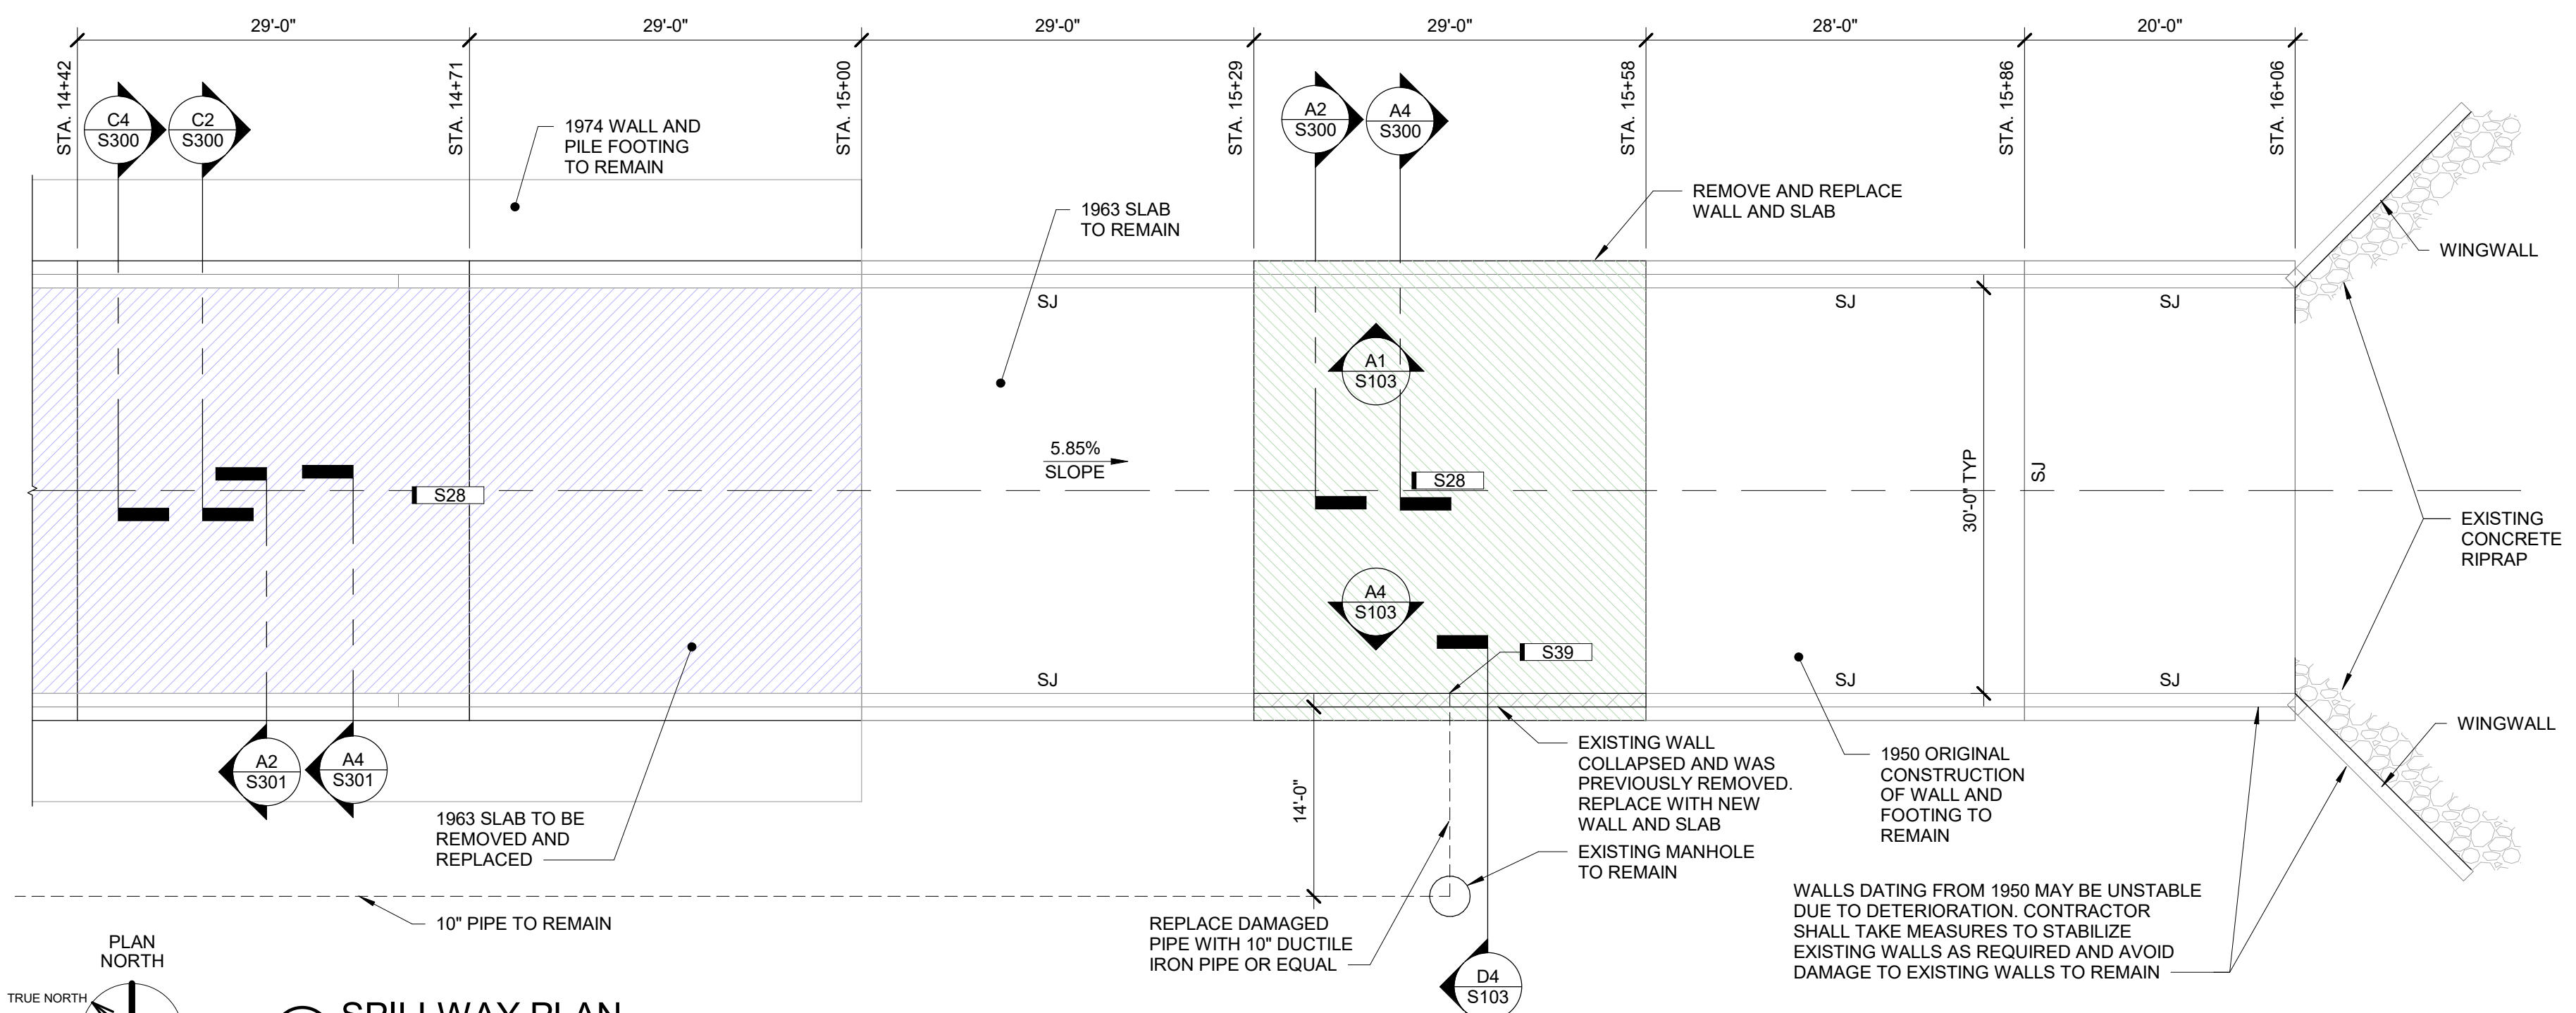 29'-0"
29'-0"
29'-0"
29'-0"
28'-0"
20'-0"
STA. 14+42
STA. 14+71
STA. 15+00
STA. 15+29
STA. 15+58
STA. 15+86
STA. 16+06
C4
S300
C2
S300
A2
S300
A4
S300
1974 WALL AND
PILE FOOTING
TO REMAIN
1963 SLAB
TO REMAIN
REMOVE AND REPLACE
WALL AND SLAB
WINGWALL
SJ
SJ
SJ
A1
S103
5.85%
SLOPE
S28
S28
30'-0" TYP
SJ
EXISTING
CONCRETE
RIPRAP
A4
S103
S39
SJ
SJ
SJ
WINGWALL
A2
S301
A4
S301
14'-0"
EXISTING WALL
COLLAPSED AND WAS
PREVIOUSLY REMOVED.
REPLACE WITH NEW
WALL AND SLAB
1950 ORIGINAL
CONSTRUCTION
OF WALL AND
FOOTING TO
REMAIN
1963 SLAB TO BE
REMOVED AND
REPLACED
EXISTING MANHOLE
TO REMAIN
10" PIPE TO REMAIN
REPLACE DAMAGED
PIPE WITH 10" DUCTILE
IRON PIPE OR EQUAL
WALLS DATING FROM 1950 MAY BE UNSTABLE
DUE TO DETERIORATION. CONTRACTOR
SHALL TAKE MEASURES TO STABILIZE
EXISTING WALLS AS REQUIRED AND AVOID
DAMAGE TO EXISTING WALLS TO REMAIN
PLAN
NORTH
TRUE NORTH
D4
S103
SPILLWAY PLAN